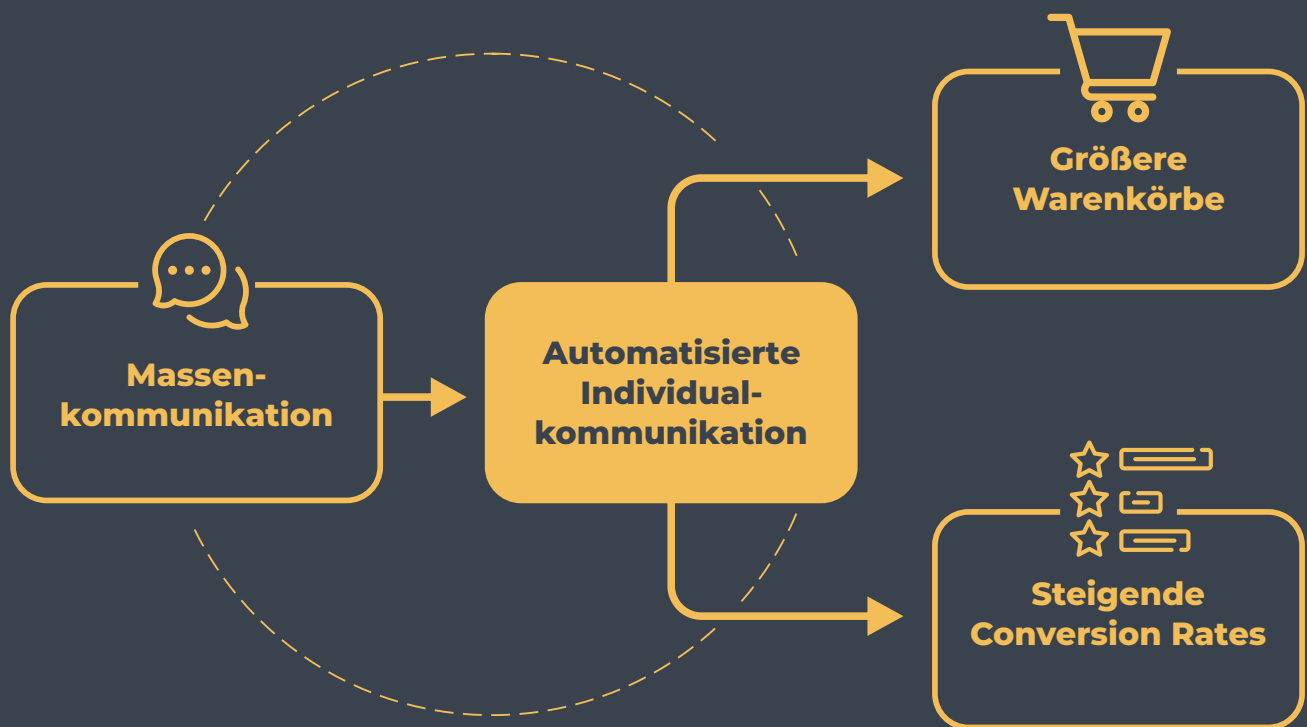 Massen-
kommunikation
Automatisierte
Individual-
kommunikation
Größere
Warenkörbe
Steigende
Conversion Rates